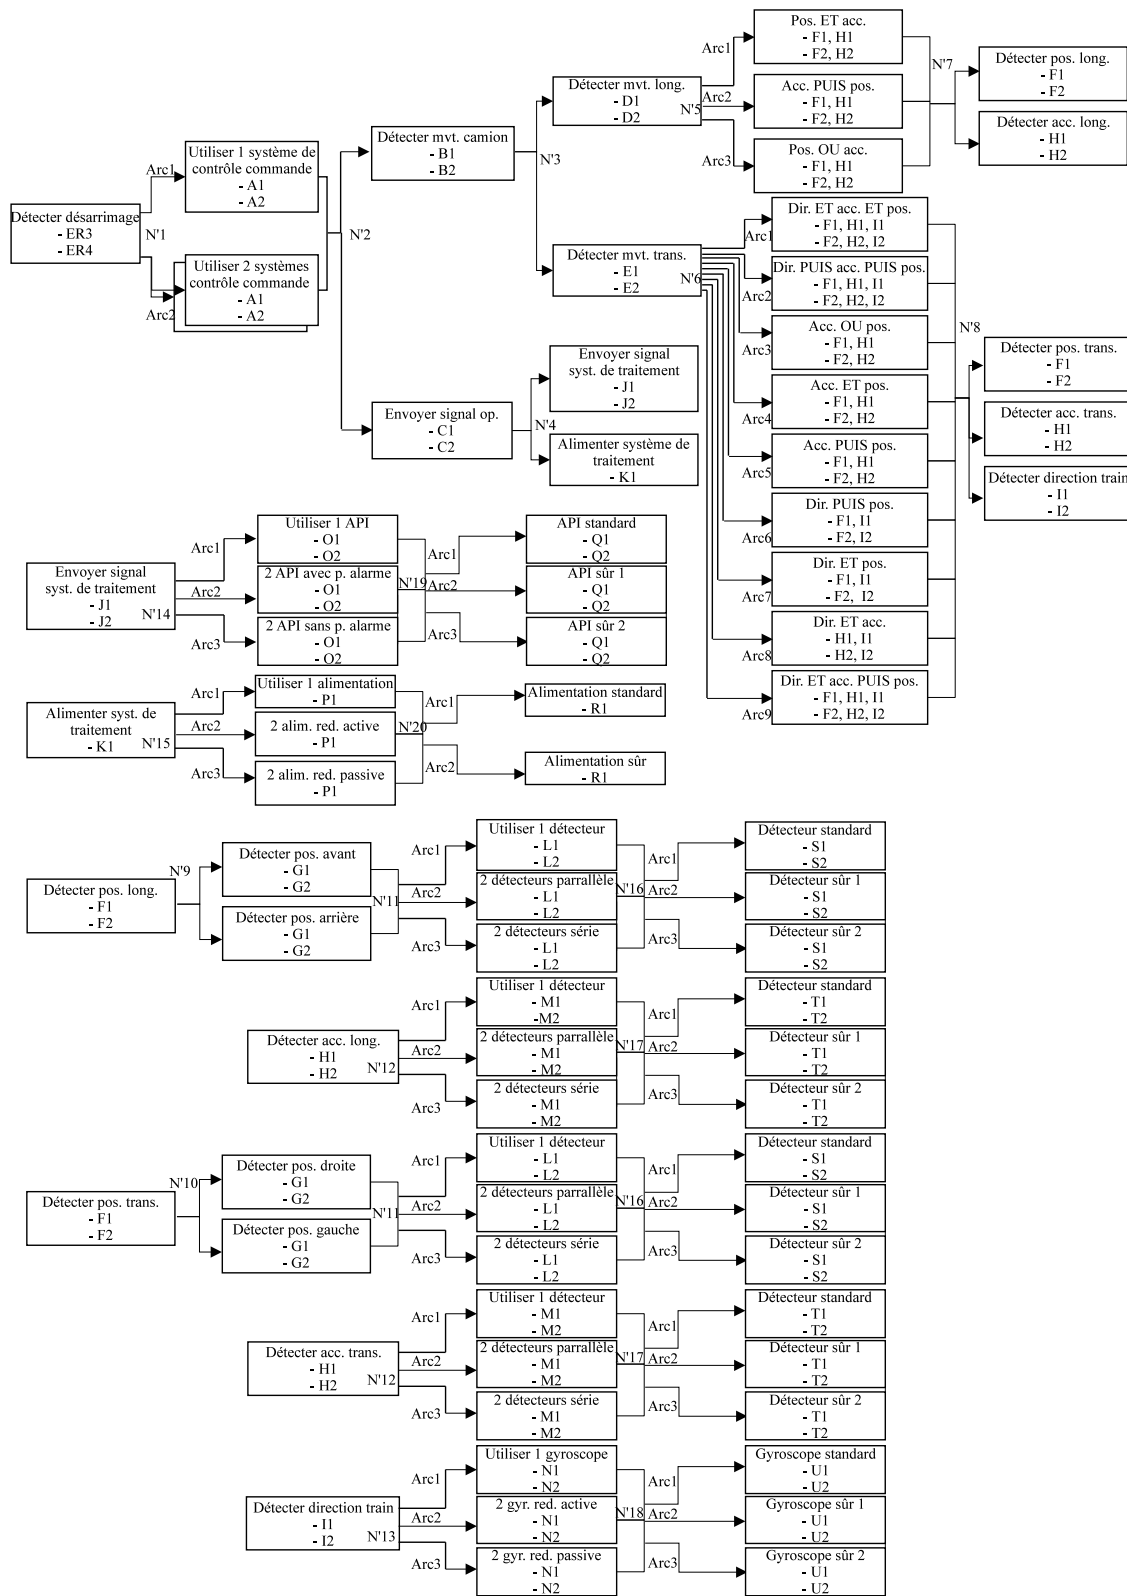 Détecter désarrimage
- ER3
- ER4
N'1
Arc1
Arc2
Utiliser 1 système de
contrôle commande
- A1
- A2
Utiliser 2 systèmes
contrôle commande
- A1
- A2
N'2
Détecter mvt. camion
- B1
- B2
N'3
Envoyer signal op.
- C1
- C2
N'4
Détecter mvt. long.
- D1
- D2
N'5
Arc1
Arc2
Arc3
Pos. ET acc.
- F1, H1
- F2, H2
Acc. PUIS pos.
- F1, H1
- F2, H2
Pos. OU acc.
- F1, H1
- F2, H2
N'7
Détecter pos. long.
- F1
- F2
Détecter acc. long.
- H1
- H2
Détecter mvt. trans.
- E1
- E2
N'6
Arc1
Dir. ET acc. ET pos.
- F1, H1, I1
- F2, H2, I2
Arc2
Dir. PUIS acc. PUIS pos.
- F1, H1, I1
- F2, H2, I2
Arc3
Acc. OU pos.
- F1, H1
- F2, H2
Arc4
Acc. ET pos.
- F1, H1
- F2, H2
Arc5
Acc. PUIS pos.
- F1, H1
- F2, H2
Arc6
Dir. PUIS pos.
- F1, I1
- F2, I2
Arc7
Dir. ET pos.
- F1, I1
- F2, I2
Arc8
Dir. ET acc.
- H1, I1
- H2, I2
Arc9
Dir. ET acc. PUIS pos.
- F1, H1, I1
- F2, H2, I2
N'8
Détecter pos. trans.
- F1
- F2
Détecter acc. trans.
- H1
- H2
Détecter direction train
- I1
- I2
Envoyer signal
syst. de traitement
- J1
- J2
Alimenter système de
traitement
- K1
Envoyer signal
syst. de traitement
- J1
- J2
N'14
Arc1
Arc2
Arc3
Utiliser 1 API
- O1
- O2
2 API avec p. alarme
- O1
- O2
2 API sans p. alarme
- O1
- O2
N'19
Arc1
Arc2
Arc3
API standard
- Q1
- Q2
API sûr 1
- Q1
- Q2
API sûr 2
- Q1
- Q2
Alimenter syst. de
traitement
- K1
N'15
Arc1
Arc2
Arc3
Utiliser 1 alimentation
- P1
2 alim. red. active
- P1
2 alim. red. passive
- P1
N'20
Arc1
Arc2
Alimentation standard
- R1
Alimentation sûr
- R1
Détecter pos. long.
- F1
- F2
N'9
Détecter pos. avant
- G1
- G2
Détecter pos. arrière
- G1
- G2
N'11
Arc1
Arc2
Arc3
Utiliser 1 détecteur
- L1
- L2
2 détecteurs parrallèle
- L1
- L2
2 détecteurs série
- L1
- L2
N'16
Arc1
Arc2
Arc3
Détecteur standard
- S1
- S2
Détecteur sûr 1
- S1
- S2
Détecteur sûr 2
- S1
- S2
Détecter acc. long.
- H1
- H2
N'12
Arc1
Arc2
Arc3
Utiliser 1 détecteur
- M1
-M2
2 détecteurs parrallèle
- M1
- M2
2 détecteurs série
- M1
- M2
N'17
Arc1
Arc2
Arc3
Détecteur standard
- T1
- T2
Détecteur sûr 1
- T1
- T2
Détecteur sûr 2
- T1
- T2
Détecter pos. trans.
- F1
- F2
N'10
Détecter pos. droite
- G1
- G2
Détecter pos. gauche
- G1
- G2
N'11
Arc1
Arc2
Arc3
Utiliser 1 détecteur
- L1
- L2
2 détecteurs parrallèle
- L1
- L2
2 détecteurs série
- L1
- L2
N'16
Arc1
Arc2
Arc3
Détecteur standard
- S1
- S2
Détecteur sûr 1
- S1
- S2
Détecteur sûr 2
- S1
- S2
Détecter acc. trans.
- H1
- H2
N'12
Arc1
Arc2
Arc3
Utiliser 1 détecteur
- M1
- M2
2 détecteurs parrallèle
- M1
- M2
2 détecteurs série
- M1
- M2
N'17
Arc1
Arc2
Arc3
Détecteur standard
- T1
- T2
Détecteur sûr 1
- T1
- T2
Détecteur sûr 2
- T1
- T2
Détecter direction train
- I1
- I2
N'13
Arc1
Arc2
Arc3
Utiliser 1 gyroscope
- N1
- N2
2 gyr. red. active
- N1
- N2
2 gyr. red. passive
- N1
- N2
N'18
Arc1
Arc2
Arc3
Gyroscope standard
- U1
- U2
Gyroscope sûr 1
- U1
- U2
Gyroscope sûr 2
- U1
- U2